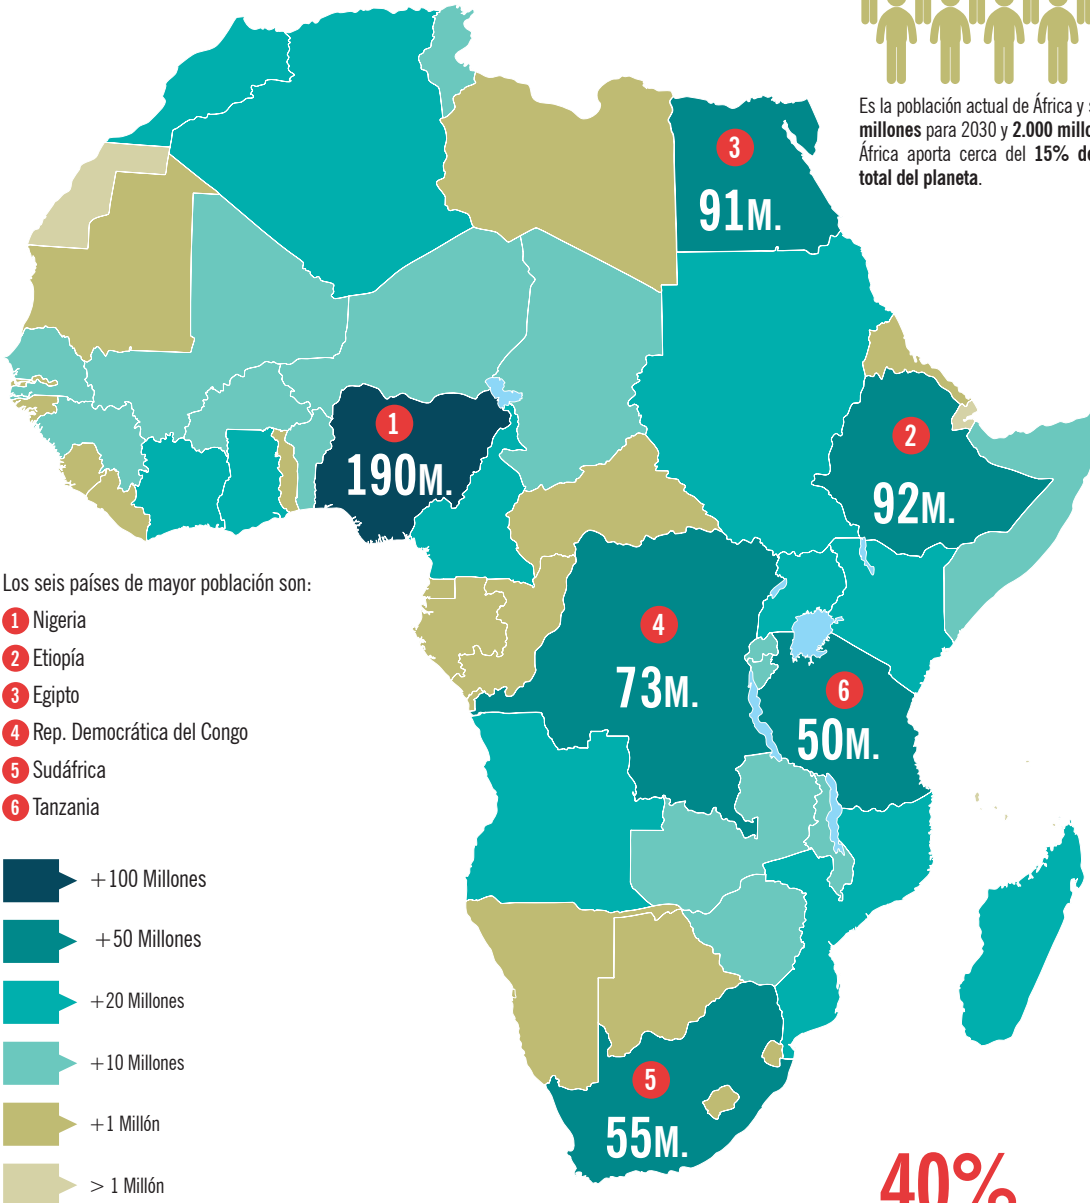 Es la población actual de África y
millones para 2030 y 2.000
África aporta cerca del 15%
total del planeta.
3
91M.
1
190M.
2
92M.
4
73M.
6
50M.
5
55M.
Los seis países de mayor población son:
1 Nigeria
2 Etiopía
3 Egipto
4 Rep. Democrática del Congo
5 Sudáfrica
6 Tanzania
+100 Millones
+50 Millones
+20 Millones
+10 Millones
+1 Millón
> 1 Millón
40%